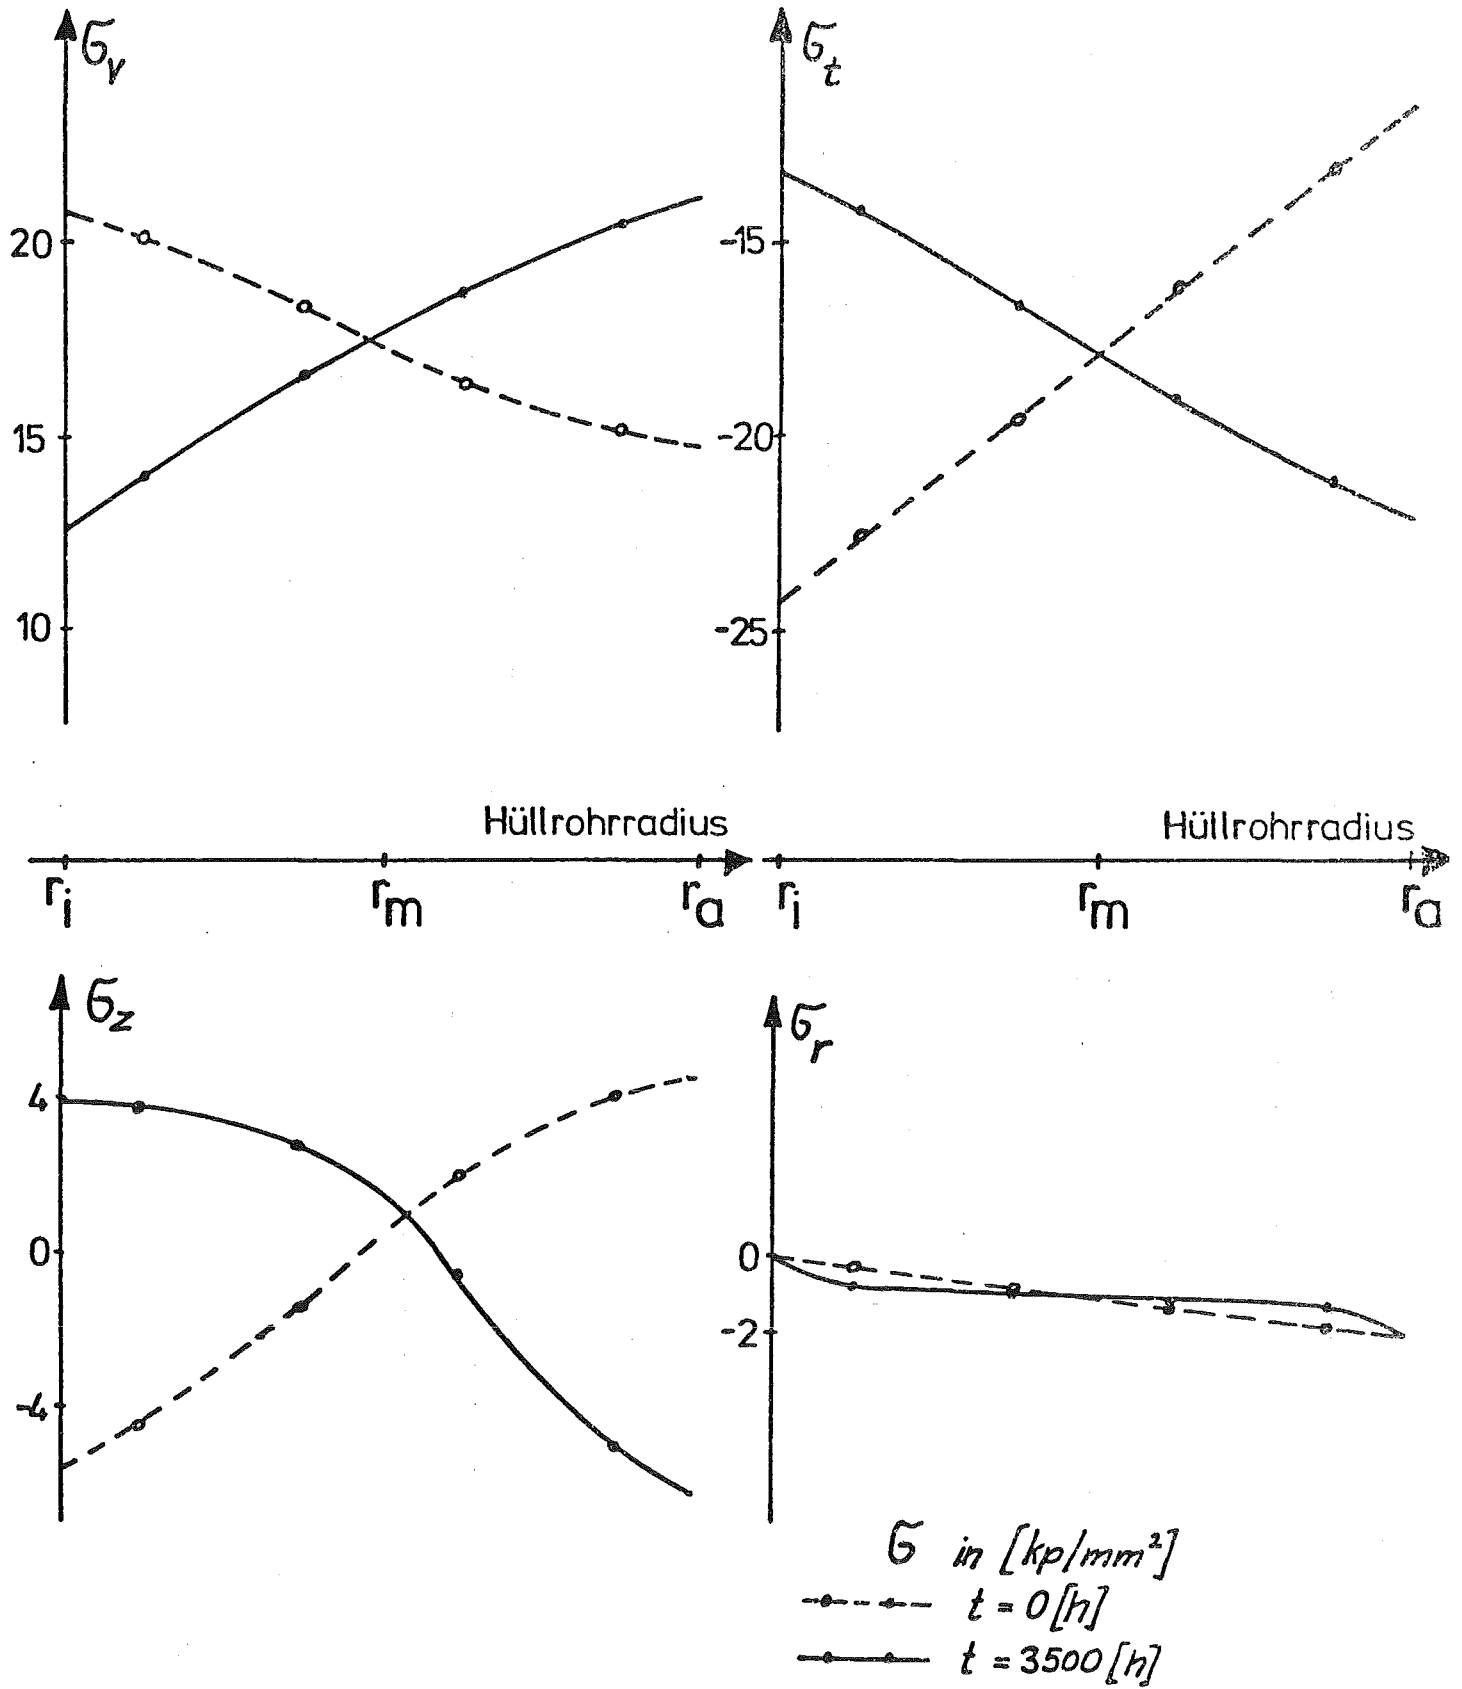 σv
20
15
10
σt
-15
-20
-25
Hüllrohrradius
ri
rm
ra
Hüllrohrradius
ri
rm
ra
σz
4
0
-4
σr
0
-2
σ in [kp/mm²]
t = 0 [h]
t = 3500 [h]